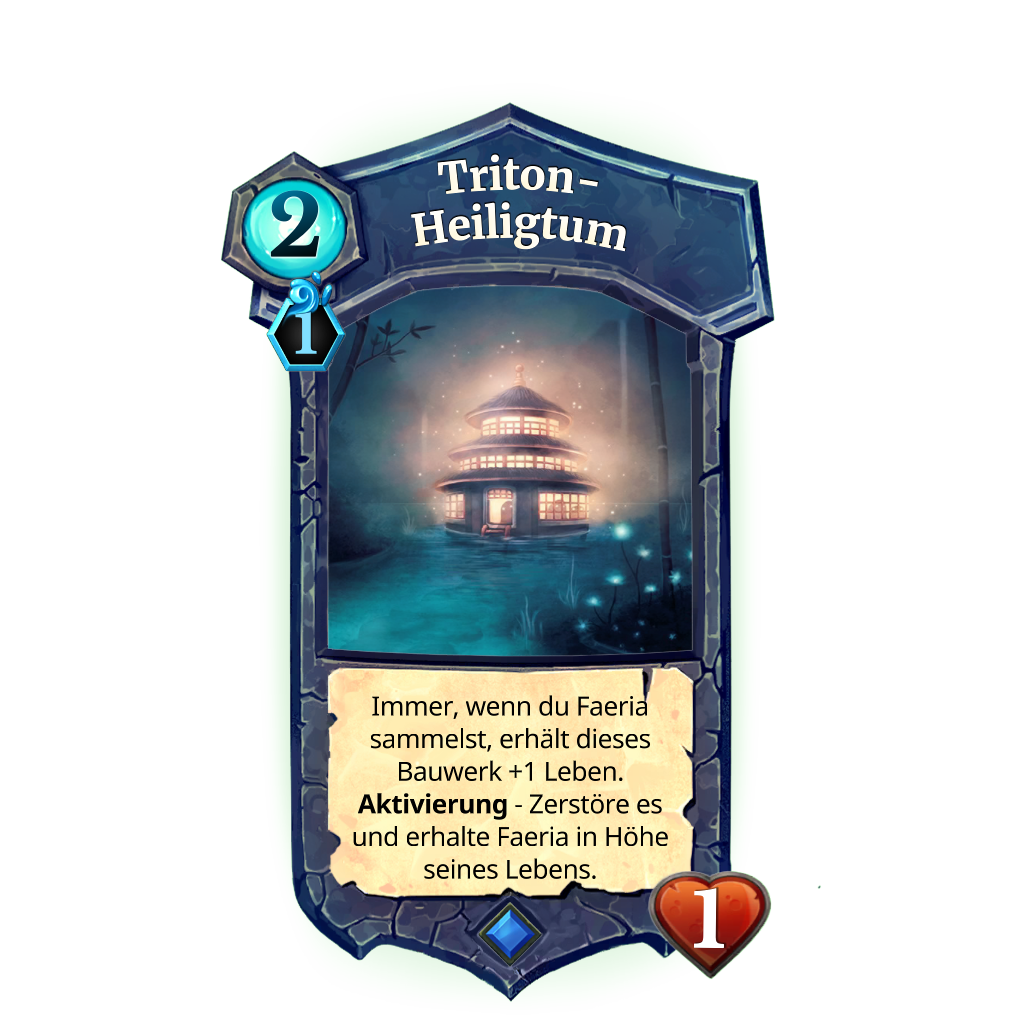 Triton-
Heiligtum
2
1
Immer, wenn du Faeria
sammelst, erhält dieses
Bauwerk +1 Leben.
Aktivierung - Zerstöre es
und erhalte Faeria in Höhe
seines Lebens.
1